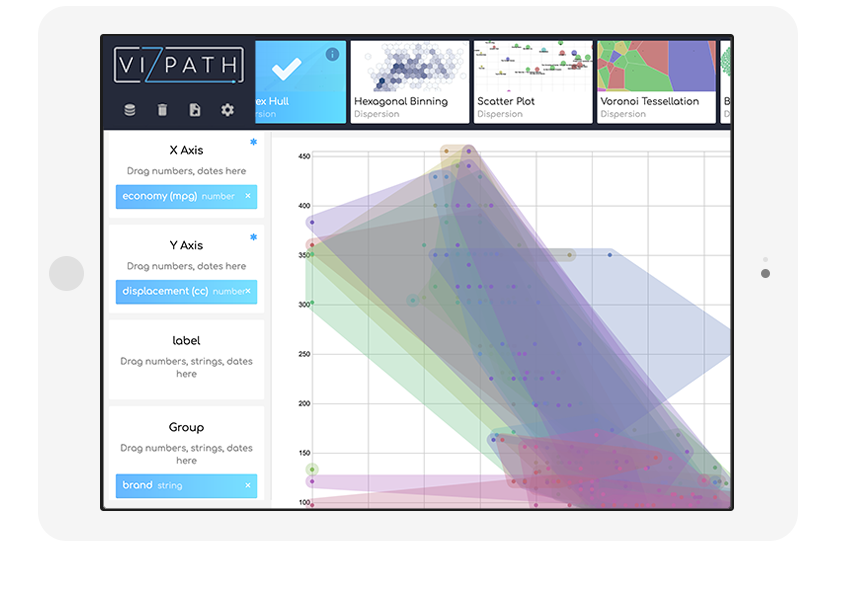 VIZPATH
i
ex Hull
rsion
Hexagonal Binning
Dispersion
Scatter Plot
Dispersion
Voronoi Tessellation
Dispersion
B
D
X Axis
*
Drag numbers, dates here
economy (mpg) number ×
Y Axis
*
Drag numbers, dates here
displacement (cc) number×
label
Drag numbers, strings, dates
here
Group
Drag numbers, strings, dates
here
brand string ×
450
400
350
300
250
200
150
100